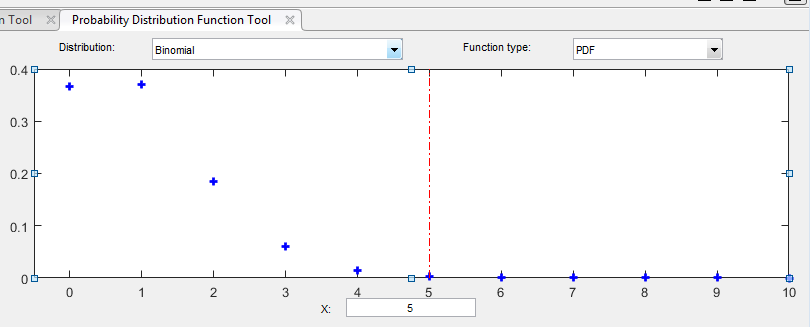 n Tool Probability Distribution Function Tool
Distribution: Binomial Function type: PDF
0.4
0.3
0.2
0.1
0
0 1 2 3 4 5 6 7 8 9 10
X: 5